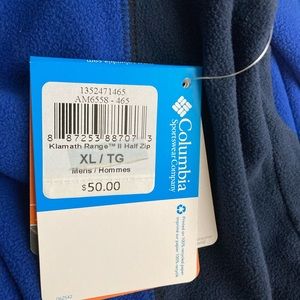 1352471465
AM6558 - 465
8 87253 88707 3
Klamath Range™ II Half Zip
XL / TG
Mens / Hommes
$50.00
Columbia
Sportswear Company